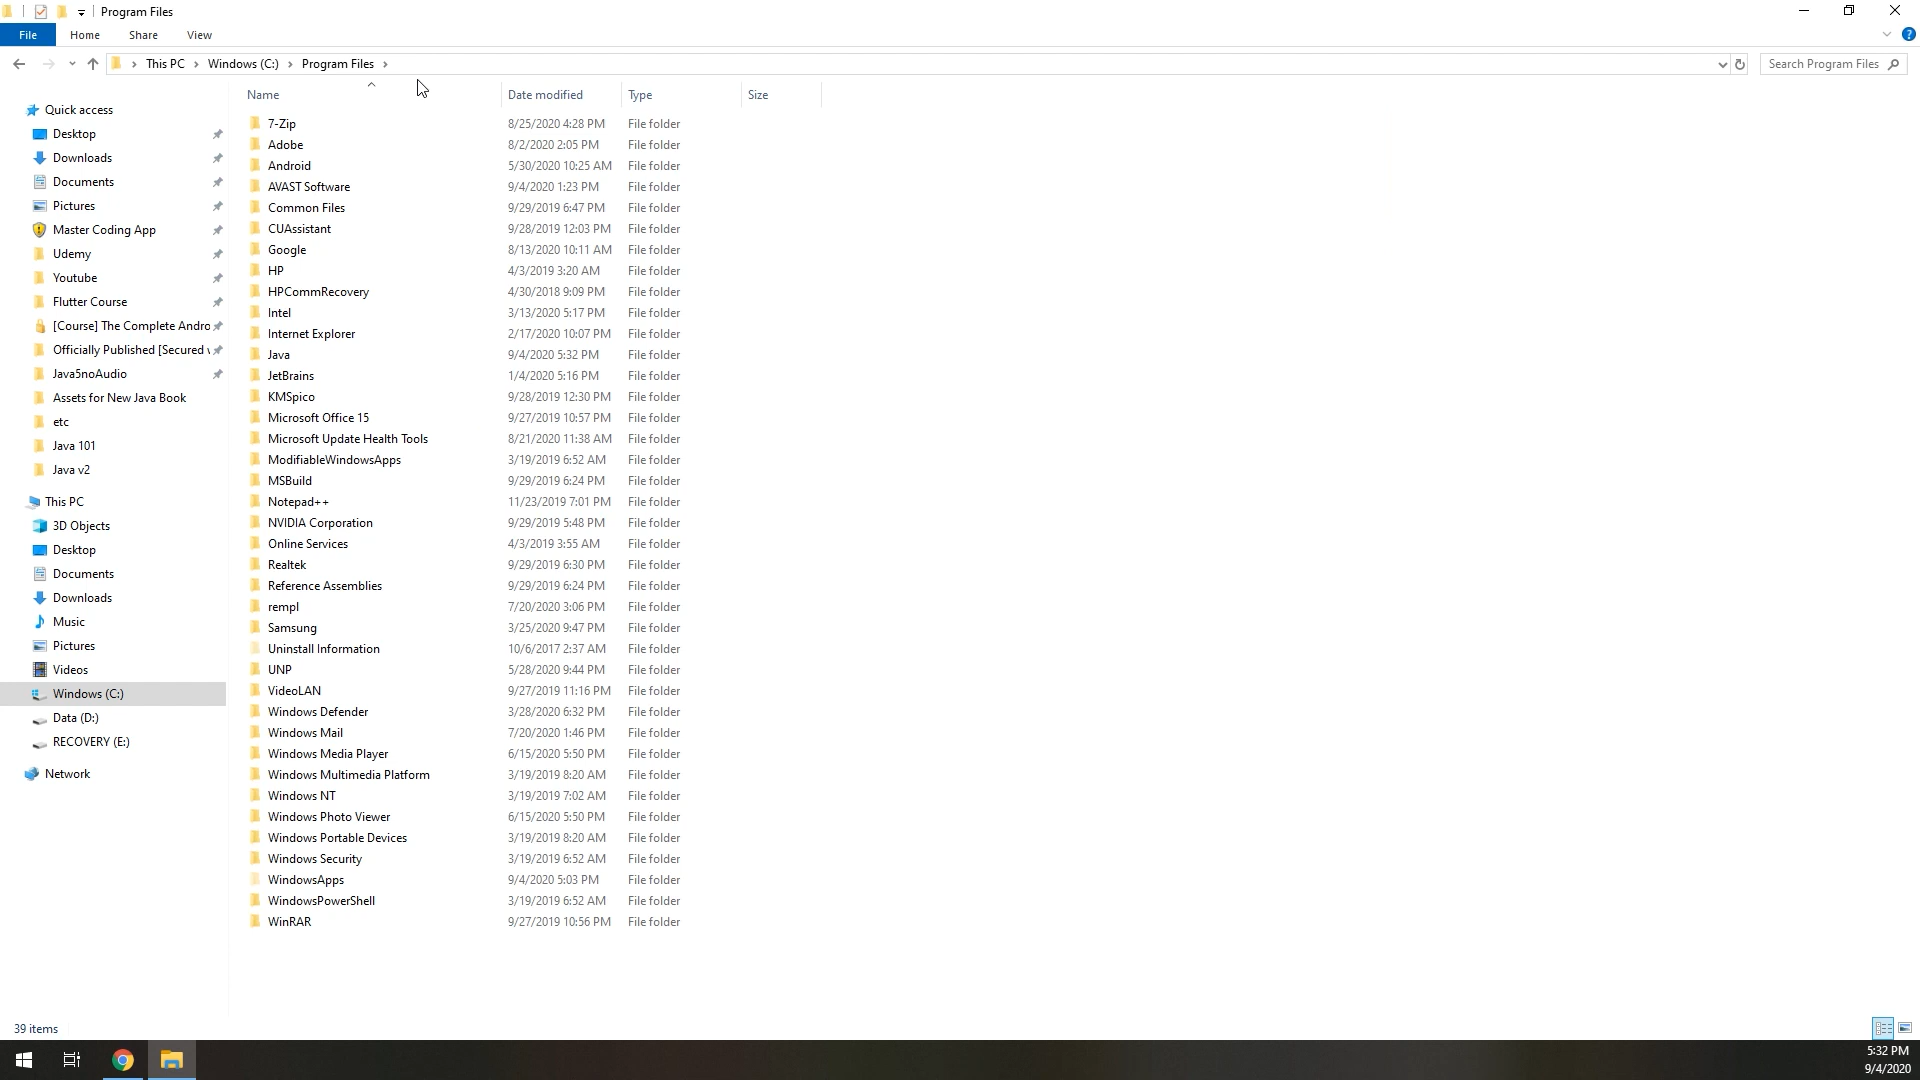 Program Files
File Home Share View
This PC Windows (C:) Program Files
Search Program Files
Name Date modified Type Size
Quick access
Desktop
Downloads
Documents
Pictures
Master Coding App
Udemy
Youtube
Flutter Course
[Course] The Complete Andro
Officially Published [Secured v
Java5noAudio
Assets for New Java Book
etc
Java 101
Java v2
This PC
3D Objects
Desktop
Documents
Downloads
Music
Pictures
Videos
Windows (C:)
Data (D:)
RECOVERY (E:)
Network
7-Zip 8/25/2020 4:28 PM File folder
Adobe 8/2/2020 2:05 PM File folder
Android 5/30/2020 10:25 AM File folder
AVAST Software 9/4/2020 1:23 PM File folder
Common Files 9/29/2019 6:47 PM File folder
CUAssistant 9/28/2019 12:03 PM File folder
Google 8/13/2020 10:11 AM File folder
HP 4/3/2019 3:20 AM File folder
HPCommRecovery 4/30/2018 9:09 PM File folder
Intel 3/13/2020 5:17 PM File folder
Internet Explorer 2/17/2020 10:07 PM File folder
Java 9/4/2020 5:32 PM File folder
JetBrains 1/4/2020 5:16 PM File folder
KMSpico 9/28/2019 12:30 PM File folder
Microsoft Office 15 9/27/2019 10:57 PM File folder
Microsoft Update Health Tools 8/21/2020 11:38 AM File folder
ModifiableWindowsApps 3/19/2019 6:52 AM File folder
MSBuild 9/29/2019 6:24 PM File folder
Notepad++ 11/23/2019 7:01 PM File folder
NVIDIA Corporation 9/29/2019 5:48 PM File folder
Online Services 4/3/2019 3:55 AM File folder
Realtek 9/29/2019 6:30 PM File folder
Reference Assemblies 9/29/2019 6:24 PM File folder
rempl 7/20/2020 3:06 PM File folder
Samsung 3/25/2020 9:47 PM File folder
Uninstall Information 10/6/2017 2:37 AM File folder
UNP 5/28/2020 9:44 PM File folder
VideoLAN 9/27/2019 11:16 PM File folder
Windows Defender 3/28/2020 6:32 PM File folder
Windows Mail 7/20/2020 1:46 PM File folder
Windows Media Player 6/15/2020 5:50 PM File folder
Windows Multimedia Platform 3/19/2019 8:20 AM File folder
Windows NT 3/19/2019 7:02 AM File folder
Windows Photo Viewer 6/15/2020 5:50 PM File folder
Windows Portable Devices 3/19/2019 8:20 AM File folder
Windows Security 3/19/2019 6:52 AM File folder
WindowsApps 9/4/2020 5:03 PM File folder
WindowsPowerShell 3/19/2019 6:52 AM File folder
WinRAR 9/27/2019 10:56 PM File folder
39 items
5:32 PM
9/4/2020